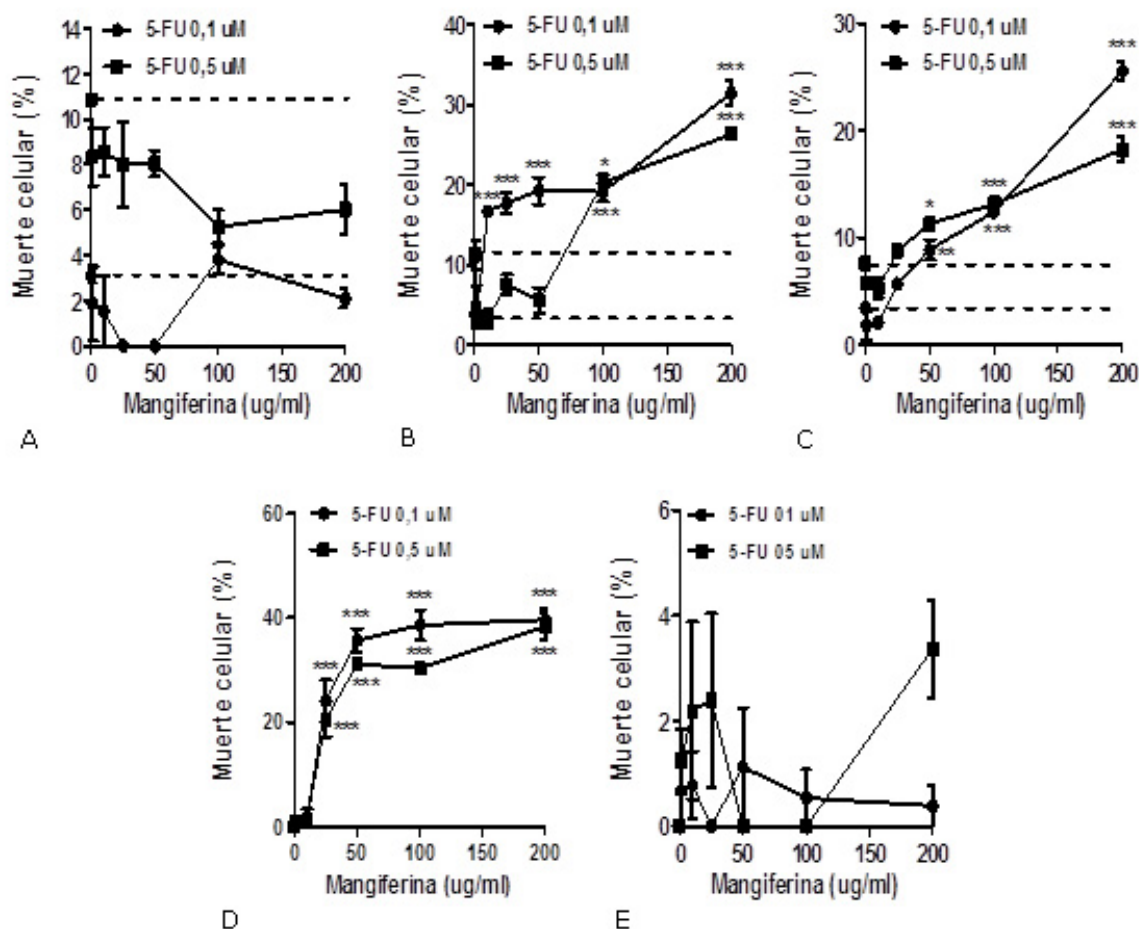 5-FU 0,1 uM
5-FU 0,5 uM
Muerte celular (%)
14
12
10
8
6
4
2
0
0 50 100 150 200
Mangiferina (ug/ml)
A
5-FU 0,1 uM
5-FU 0,5 uM
Muerte celular (%)
40
30
20
10
0
*** *** *** * *** *** ***
0 50 100 150 200
Mangiferina (ug/ml)
B
5-FU 0,1 uM
5-FU 0,5 uM
Muerte celular (%)
30
20
10
0
* ** *** *** *** ***
0 50 100 150 200
Mangiferina (ug/ml)
C
5-FU 0,1 uM
5-FU 0,5 uM
Muerte celular (%)
60
40
20
0
*** *** *** *** *** *** *** ***
0 50 100 150 200
Mangiferina (ug/ml)
D
5-FU 01 uM
5-FU 05 uM
Muerte celular (%)
6
4
2
0
0 50 100 150 200
Mangiferina (ug/ml)
E